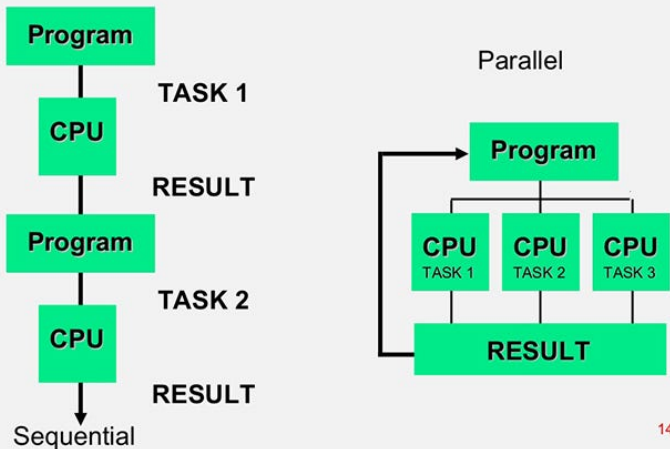 Program
TASK 1
CPU
RESULT
Program
TASK 2
CPU
RESULT
Sequential
Parallel
Program
CPU
TASK 1
CPU
TASK 2
CPU
TASK 3
RESULT
14